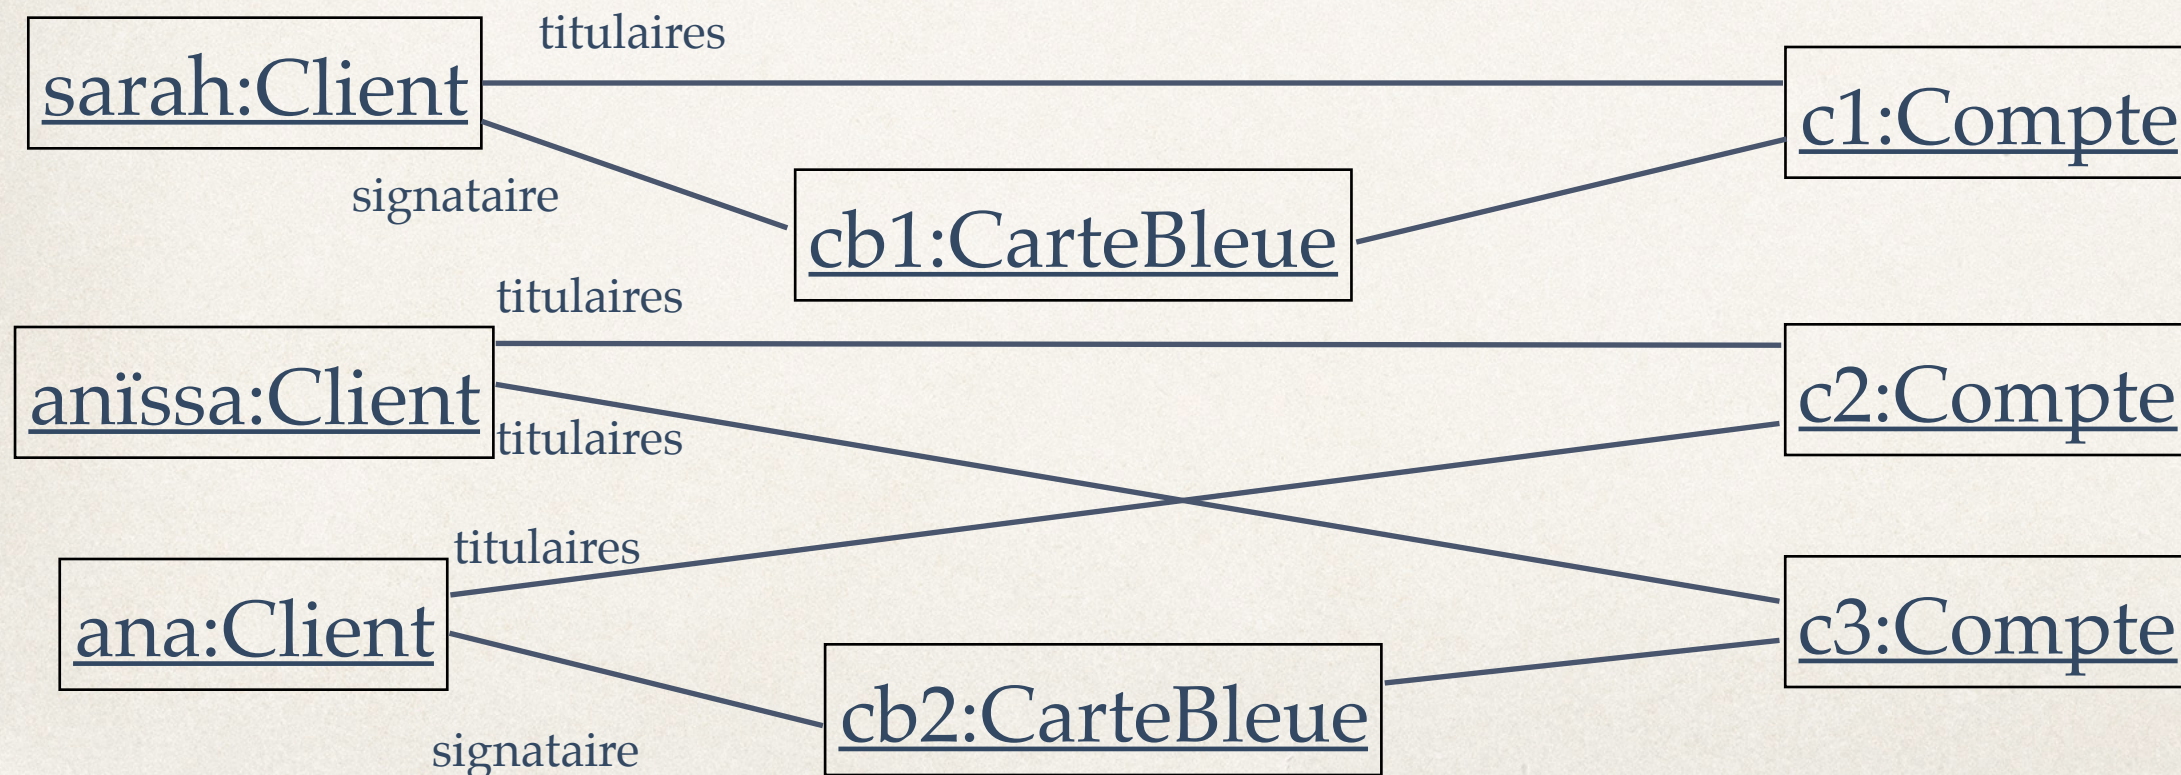 titulaires
sarah:Client
c1:Compte
signataire
cb1:CarteBleue
titulaires
anïssa:Client
c2:Compte
titulaires
titulaires
ana:Client
c3:Compte
cb2:CarteBleue
signataire